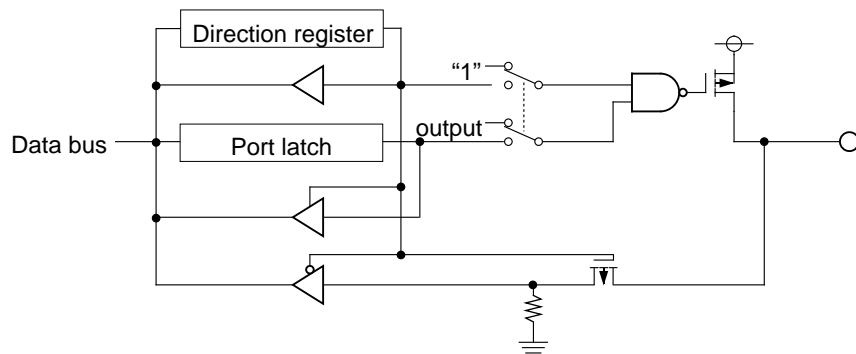 Direction register
“1”
output
Data bus
Port latch